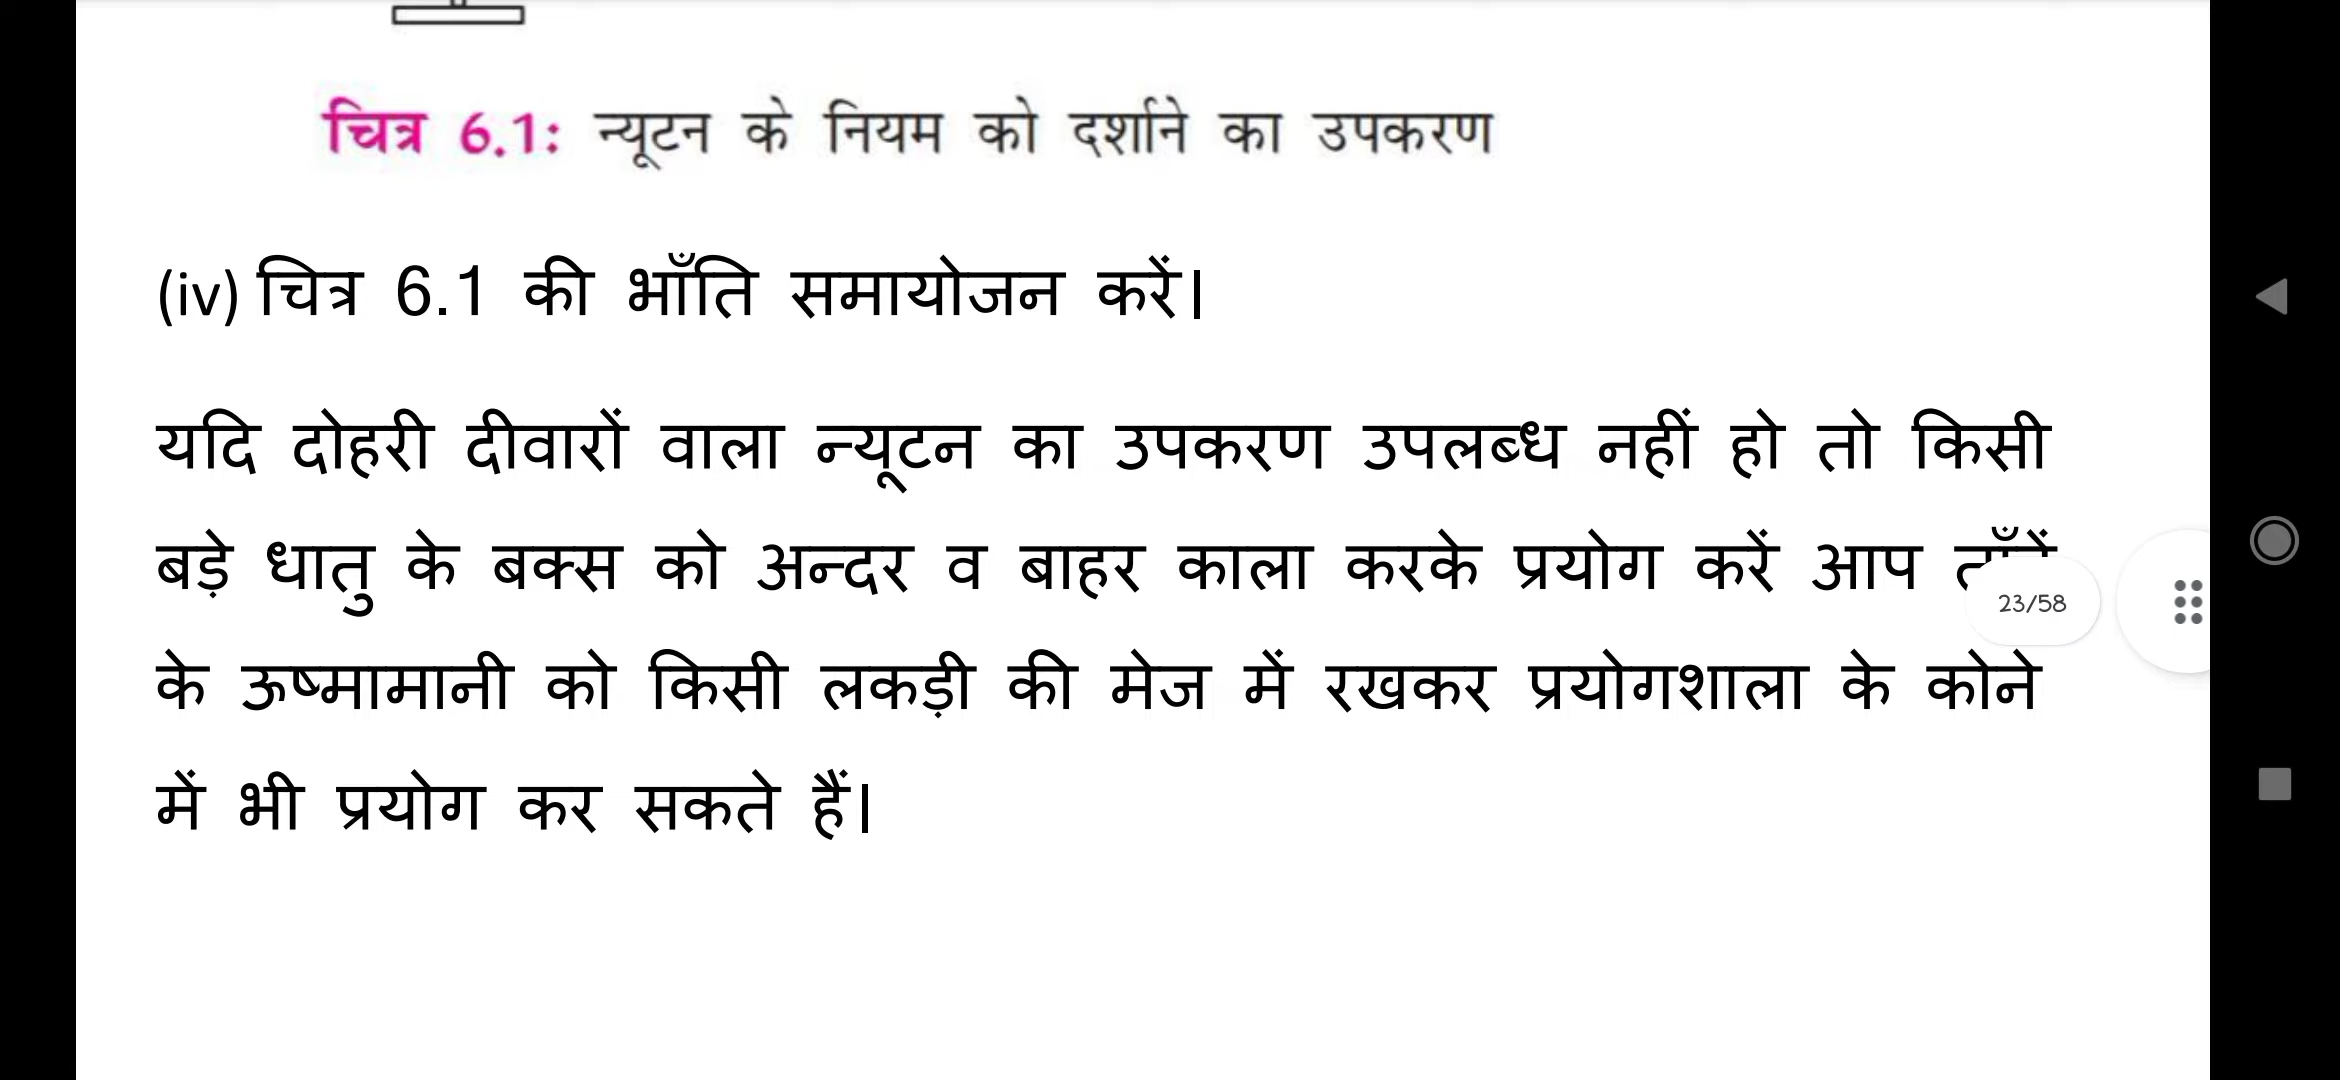 चित्र 6.1: न्यूटन के नियम को दर्शाने का उपकरण
(iv) चित्र 6.1 की भाँति समायोजन करें।
यदि दोहरी दीवारों वाला न्यूटन का उपकरण उपलब्ध नहीं हो तो किसी
बड़े धातु के बक्स को अन्दर व बाहर काला करके प्रयोग करें आप
23/58
के ऊष्मामानी को किसी लकड़ी की मेज में रखकर प्रयोगशाला के कोने
में भी प्रयोग कर सकते हैं।